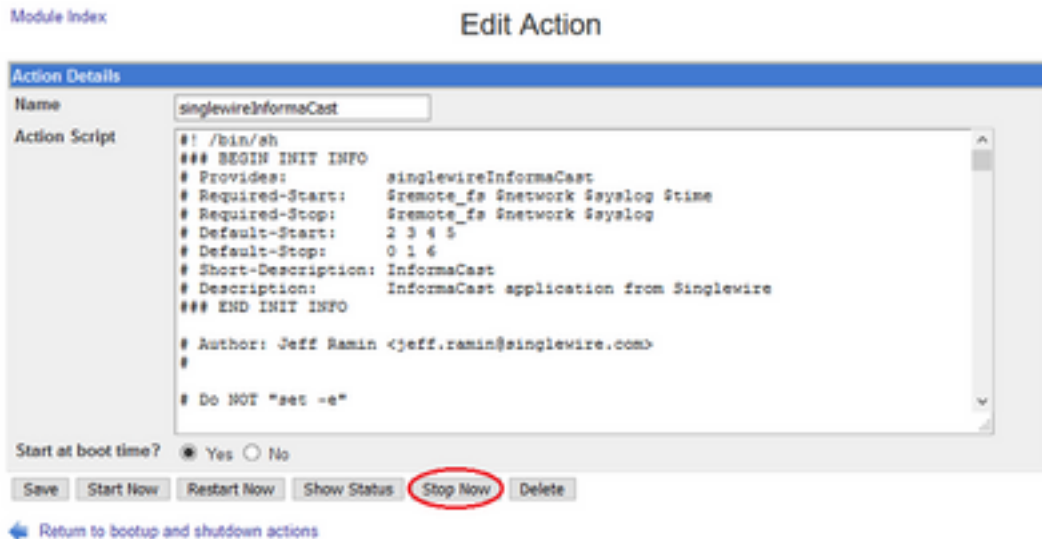 Module Index
Edit Action
Action Details
Name singlewireInformaCast
Action Script
#! /bin/sh
### BEGIN INIT INFO
# Provides: singlewireInformaCast
# Required-Start: $remote_fs $network $syslog $time
# Required-Stop: $remote_fs $network $syslog
# Default-Start: 2 3 4 5
# Default-Stop: 0 1 6
# Short-Description: InformaCast
# Description: InformaCast application from Singlewire
### END INIT INFO
# Author: Jeff Ramin <jeff.ramin@singlewire.com>
#
# Do NOT "set -e"
Start at boot time? Yes No
Save Start Now Restart Now Show Status Stop Now Delete
Return to bootup and shutdown actions